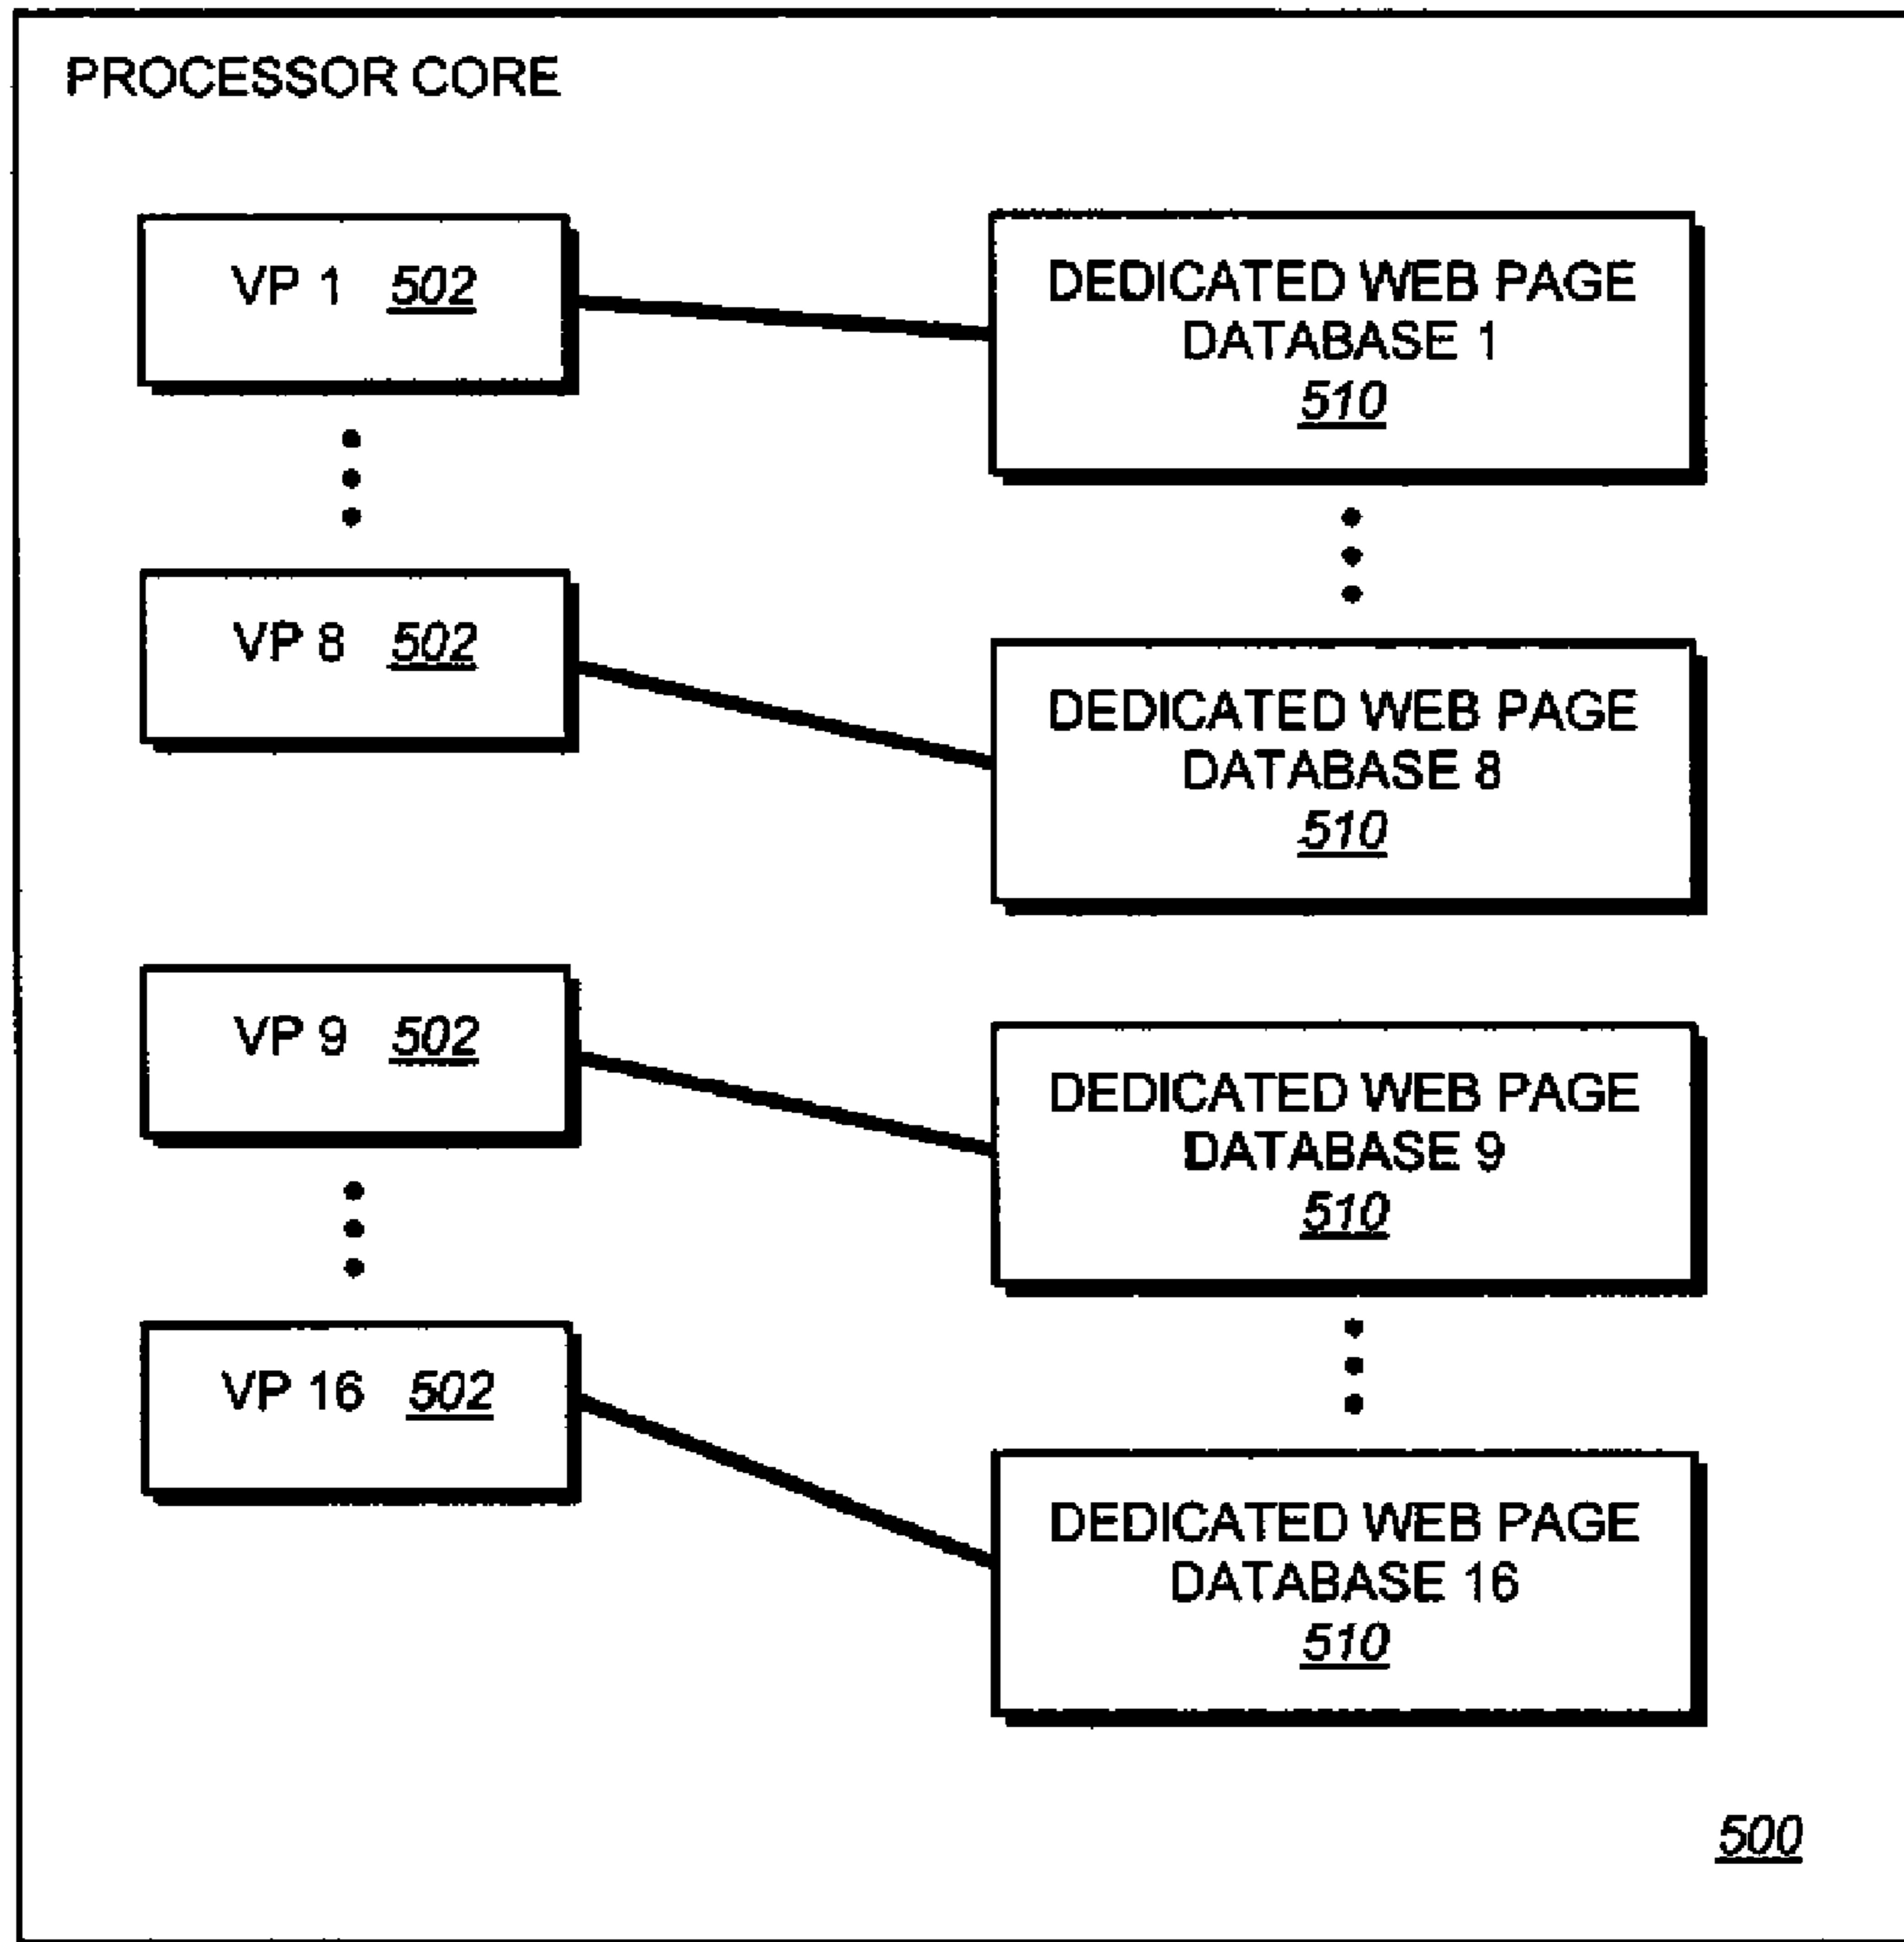 PROCESSOR CORE
VP 1 502
DEDICATED WEB PAGE
DATABASE 1
510
VP 8 502
DEDICATED WEB PAGE
DATABASE 8
510
VP 9 502
DEDICATED WEB PAGE
DATABASE 9
510
VP 16 502
DEDICATED WEB PAGE
DATABASE 16
510
500